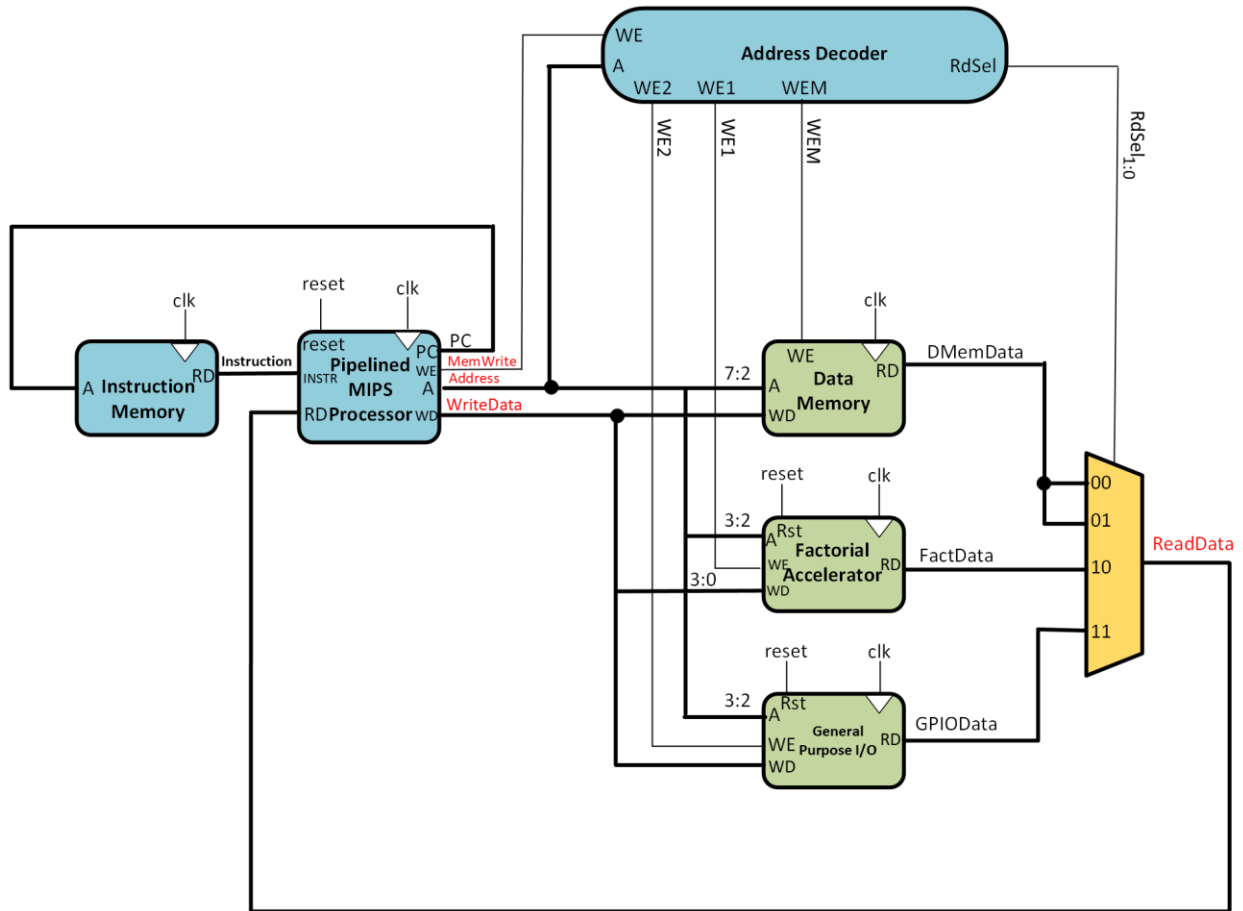 WE
Address Decoder
A
RdSel
WE2 WE1 WEM
WE2
WE1
WEM
RdSel1:0
reset
clk
clk
reset
PC
PC
Instruction
WE
MemWrite
A
Instruction
Memory
RD
INSTR
Pipelined
MIPS
Processor
A
Address
RD
WD
WriteData
clk
WE
7:2
A
Data
Memory
RD
DMemData
WD
reset
clk
3:2
A
Rst
Factorial
Accelerator
WE
RD
FactData
3:0
WD
00
01
10
11
ReadData
reset
clk
3:2
A
Rst
General
Purpose I/O
RD
GPIOData
WE
WD